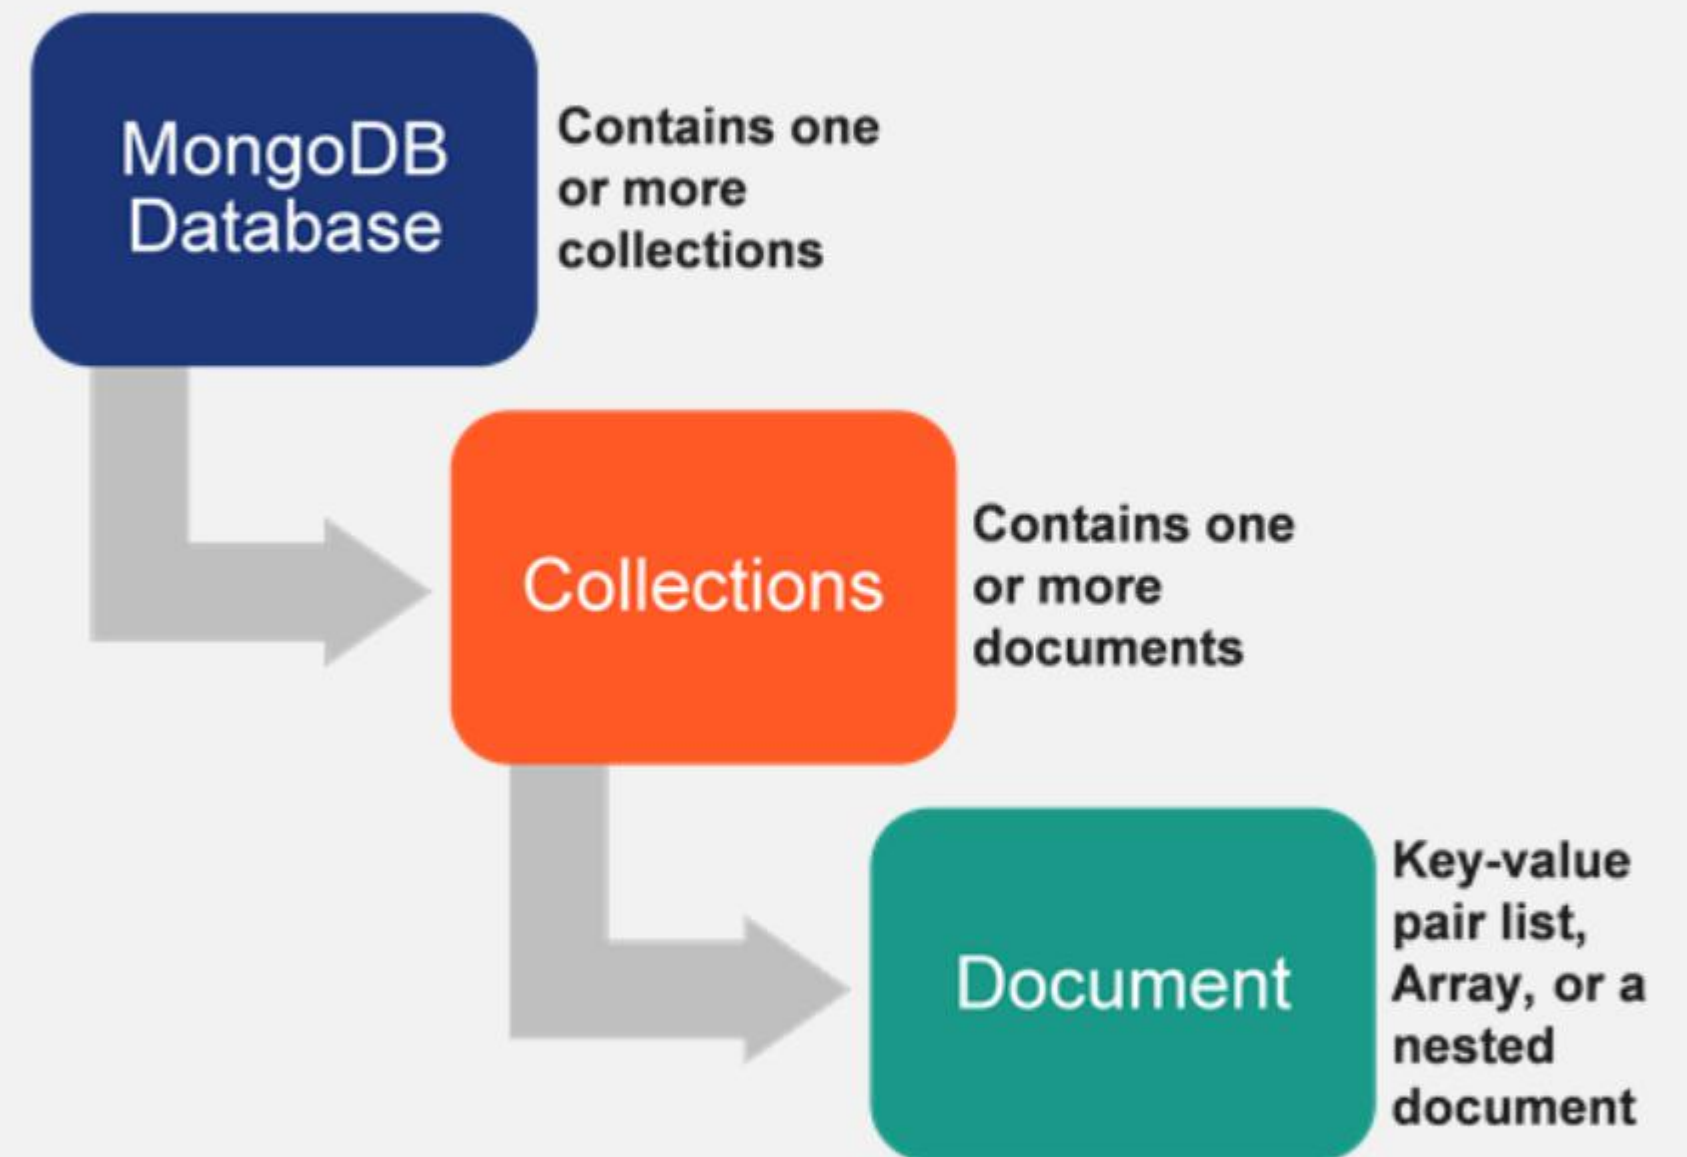 MongoDB
Database
Contains one
or more
collections
Collections
Contains one
or more
documents
Document
Key-value
pair list,
Array, or a
nested
document